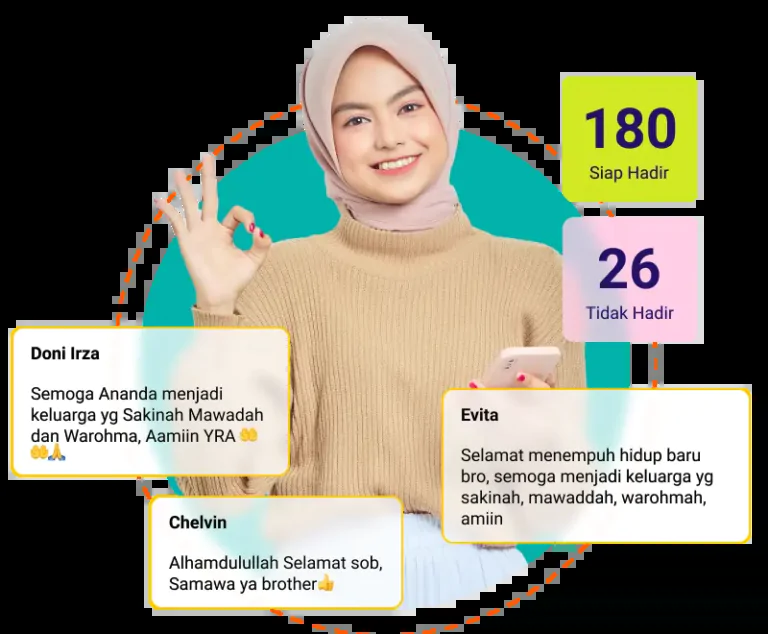 180
Siap Hadir
26
Tidak Hadir
Doni Irza
Semoga Ananda menjadi
keluarga yg Sakinah Mawadah
dan Warohma, Aamiin YRA 🤲
🤲🙏
Evita
Selamat menempuh hidup baru
bro, semoga menjadi keluarga yg
sakinah, mawaddah, warohmah,
amiin
Chelvin
Alhamdulullah Selamat sob,
Samawa ya brother👍